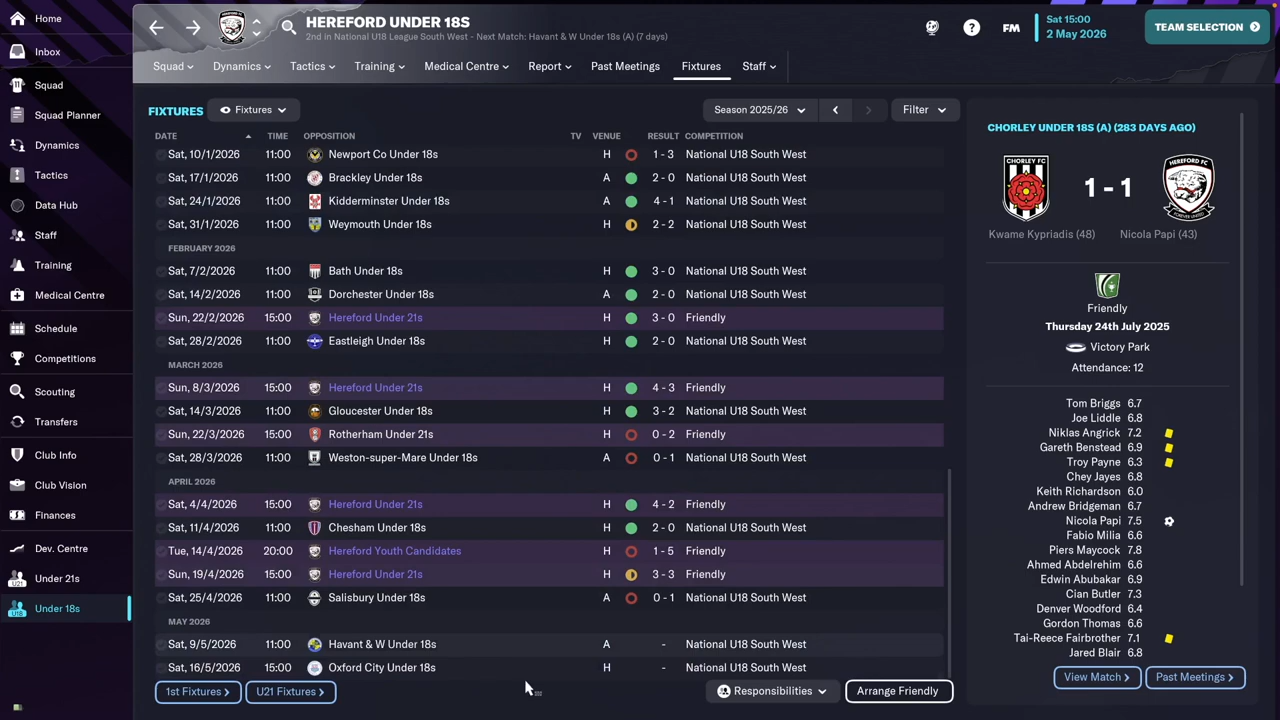 Home
Inbox
Squad
Squad Planner
Dynamics
Tactics
Data Hub
Staff
Training
Medical Centre
Schedule
Competitions
Scouting
Transfers
Club Info
Club Vision
Finances
Dev. Centre
Under 21s
Under 18s
HEREFORD UNDER 18S
2nd in National U18 League South West - Next Match: Havant & W Under 18s (A) (7 days)
FM
Sat 15:00
2 May 2026
TEAM SELECTION
Squad Dynamics Tactics Training Medical Centre Report Past Meetings Fixtures Staff
FIXTURES Fixtures Season 2025/26 Filter
DATE TIME OPPOSITION TV VENUE RESULT COMPETITION
Sat, 10/1/2026 11:00 Newport Co Under 18s H 1 - 3 National U18 South West
Sat, 17/1/2026 11:00 Brackley Under 18s A 2 - 0 National U18 South West
Sat, 24/1/2026 11:00 Kidderminster Under 18s A 4 - 1 National U18 South West
Sat, 31/1/2026 11:00 Weymouth Under 18s H 2 - 2 National U18 South West
FEBRUARY 2026
Sat, 7/2/2026 11:00 Bath Under 18s H 3 - 0 National U18 South West
Sat, 14/2/2026 11:00 Dorchester Under 18s A 2 - 0 National U18 South West
Sun, 22/2/2026 15:00 Hereford Under 21s H 3 - 0 Friendly
Sat, 28/2/2026 11:00 Eastleigh Under 18s H 2 - 0 National U18 South West
MARCH 2026
Sun, 8/3/2026 15:00 Hereford Under 21s H 4 - 3 Friendly
Sat, 14/3/2026 11:00 Gloucester Under 18s H 3 - 2 National U18 South West
Sun, 22/3/2026 15:00 Rotherham Under 21s H 0 - 2 Friendly
Sat, 28/3/2026 11:00 Weston-super-Mare Under 18s A 0 - 1 National U18 South West
APRIL 2026
Sat, 4/4/2026 15:00 Hereford Under 21s H 4 - 2 Friendly
Sat, 11/4/2026 11:00 Chesham Under 18s H 2 - 0 National U18 South West
Tue, 14/4/2026 20:00 Hereford Youth Candidates H 1 - 5 Friendly
Sun, 19/4/2026 15:00 Hereford Under 21s H 3 - 3 Friendly
Sat, 25/4/2026 11:00 Salisbury Under 18s A 0 - 1 National U18 South West
MAY 2026
Sat, 9/5/2026 11:00 Havant & W Under 18s A - National U18 South West
Sat, 16/5/2026 15:00 Oxford City Under 18s H - National U18 South West
1st Fixtures U21 Fixtures Responsibilities Arrange Friendly
CHORLEY UNDER 18S (A) (283 DAYS AGO)
1 - 1
Kwame Kypriadis (48) Nicola Papi (43)
Friendly
Thursday 24th July 2025
Victory Park
Attendance: 12
Tom Briggs 6.7
Joe Liddle 6.8
Niklas Angrick 7.2
Gareth Benstead 6.9
Troy Payne 6.3
Chey Jayes 6.8
Keith Richardson 6.0
Andrew Bridgeman 6.7
Nicola Papi 7.5
Fabio Milia 6.6
Piers Maycock 7.8
Ahmed Abdelrehim 6.6
Edwin Abubakar 6.9
Cian Butler 7.3
Denver Woodford 6.4
Gordon Thomas 6.6
Tai-Reece Fairbrother 7.1
Jared Blair 6.8
View Match Past Meetings